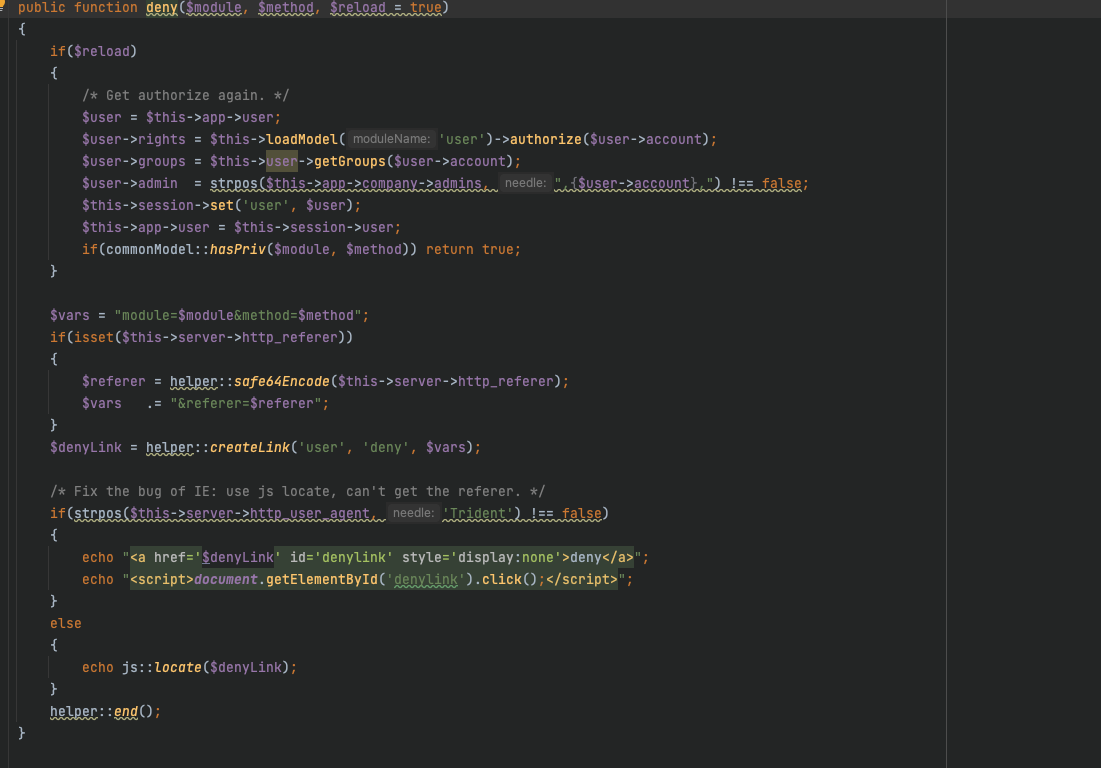 public function deny($module, $method, $reload = true)
{
    if($reload)
    {
        /* Get authorize again. */
        $user = $this->app->user;
        $user->rights = $this->loadModel( moduleName: 'user')->authorize($user->account);
        $user->groups = $this->user->getGroups($user->account);
        $user->admin  = strpos($this->app->company->admins, needle: ",{$user->account},") !== false;
        $this->session->set('user', $user);
        $this->app->user = $this->session->user;
        if(commonModel::hasPriv($module, $method)) return true;
    }
    $vars = "module=$module&method=$method";
    if(isset($this->server->http_referer))
    {
        $referer = helper::safe64Encode($this->server->http_referer);
        $vars   .= "&referer=$referer";
    }
    $denyLink = helper::createLink('user', 'deny', $vars);
    /* Fix the bug of IE: use js locate, can't get the referer. */
    if(strpos($this->server->http_user_agent, needle: 'Trident') !== false)
    {
        echo "<a href='$denyLink' id='denylink' style='display:none'>deny</a>";
        echo "<script>document.getElementById('denylink').click();</script>";
    }
    else
    {
        echo js::locate($denyLink);
    }
    helper::end();
}